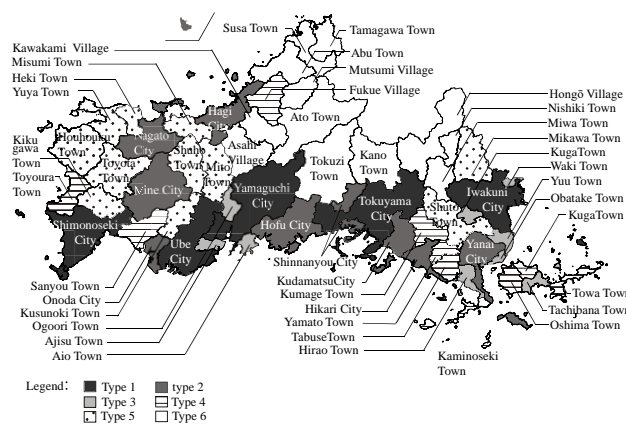 Susa Town
Tamagawa Town
Kawakami Village
Abu Town
Misumi Town
Mutsumi Village
Heki Town
Fukue Village
Yuya Town
Hongō Village
Hagi
City
Ato Town
Nishiki Town
Miwa Town
Houhouku
Town
Nagato
City
Asahi
Village
Mikawa Town
Kiku
gawa
Town
Shuho
Town
Mito
Town
Tokuzi
Town
Kano
Town
KugaTown
Toyota
Town
Waki Town
Toyoura
Town
Mine City
Yamaguchi
City
Tokuyama
City
Iwakuni
City
Yuu Town
Obatake Town
Shimonoseki
City
Shuto
Town
KugaTown
Hofu City
Ube
City
Yanai
City
Shinnanyou City
Sanyou Town
KudamatsuCity
Onoda City
Kumage Town
Towa Town
Kusunoki Town
Hikari City
Tachibana Town
Ogoori Town
Yamato Town
Oshima Town
Ajisu Town
TabuseTown
Aio Town
Hirao Town
Kaminoseki
Town
Legend:
Type 1
type 2
Type 3
Type 4
Type 5
Type 6